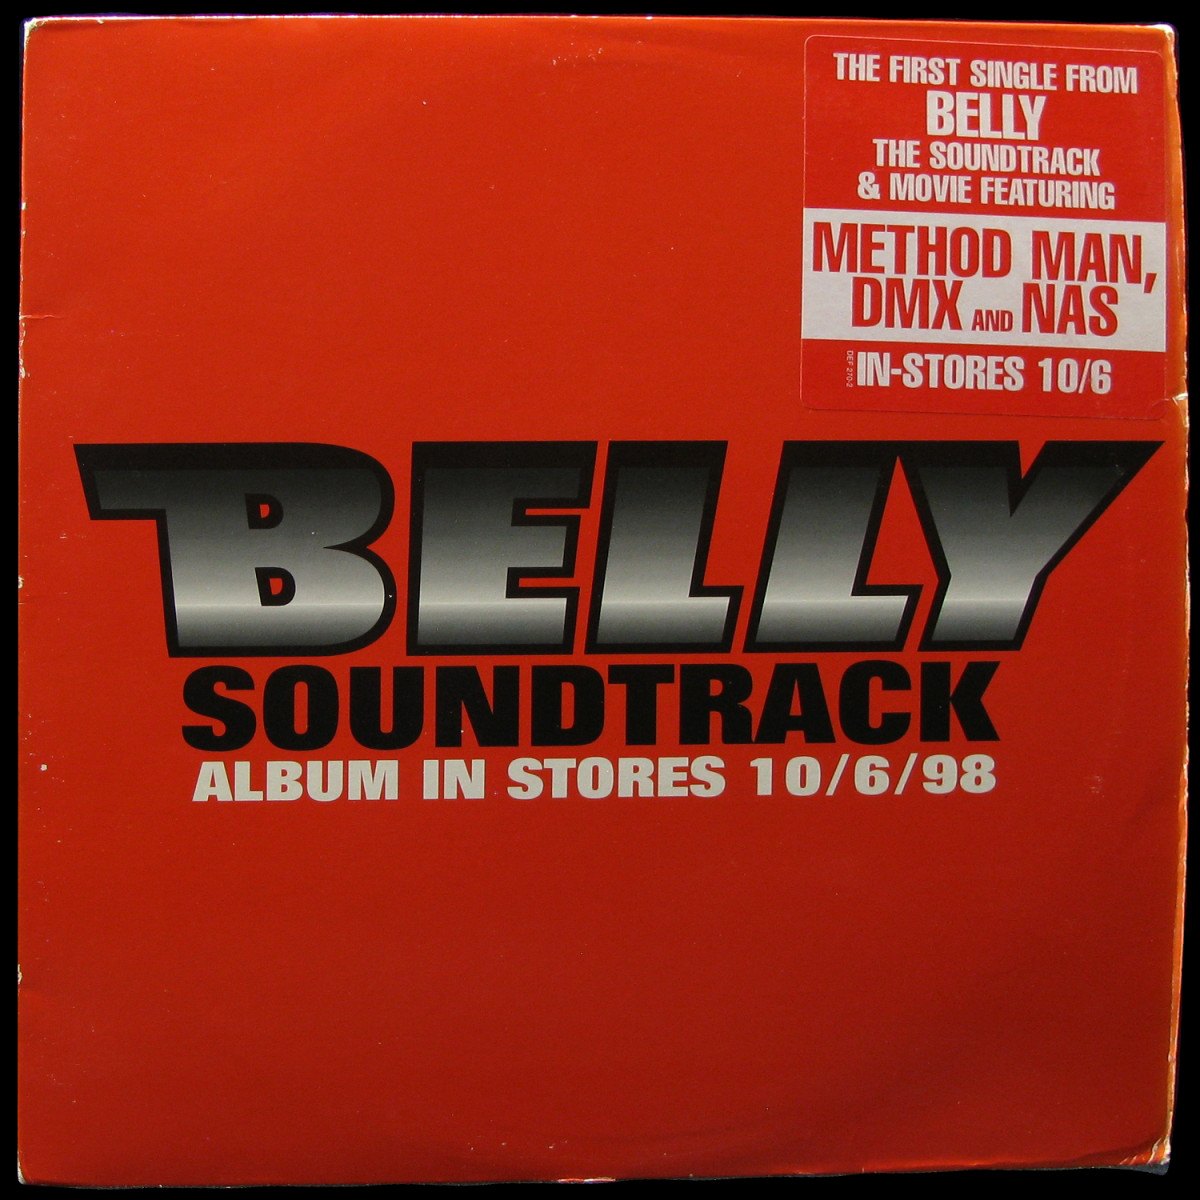 THE FIRST SINGLE FROM
BELLY
THE SOUNDTRACK
& MOVIE FEATURING
METHOD MAN,
DMX AND NAS
DEF 270-2
IN-STORES 10/6
BELLY
SOUNDTRACK
ALBUM IN STORES 10/6/98